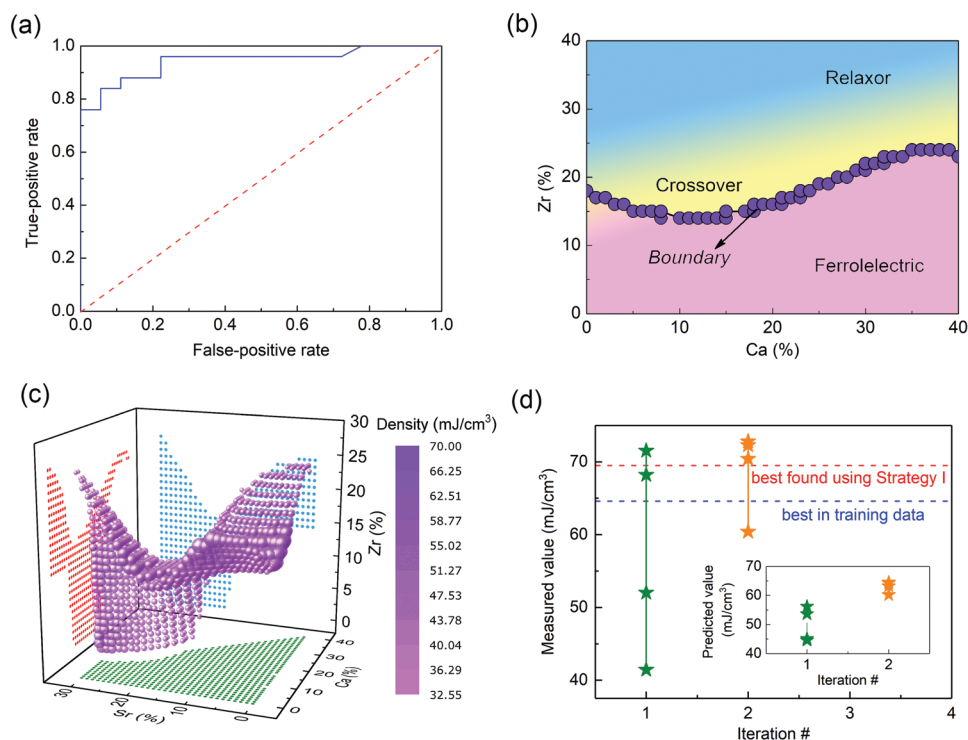 (a)
1.0
0.8
0.6
0.4
0.2
0.0
0.0 0.2 0.4 0.6 0.8 1.0
True-positive rate
False-positive rate
(b)
40
30
20
10
0
0 10 20 30 40
Zr (%)
Ca (%)
Relaxor
Crossover
Boundary
Ferrolelectric
(c)
30
25
20
15
10
5
0
Zr (%)
40
30
20
10
0
Ca(%)
30 20 10 0
Sr (%)
Density (mJ/cm³)
70.00
66.25
62.51
58.77
55.02
51.27
47.53
43.78
40.04
36.29
32.55
(d)
70
60
50
40
Measured value (mJ/cm³)
best found using Strategy I
best in training data
70
60
50
40
Predicted value
(mJ/cm³)
1 2
Iteration #
1 2 3 4
Iteration #